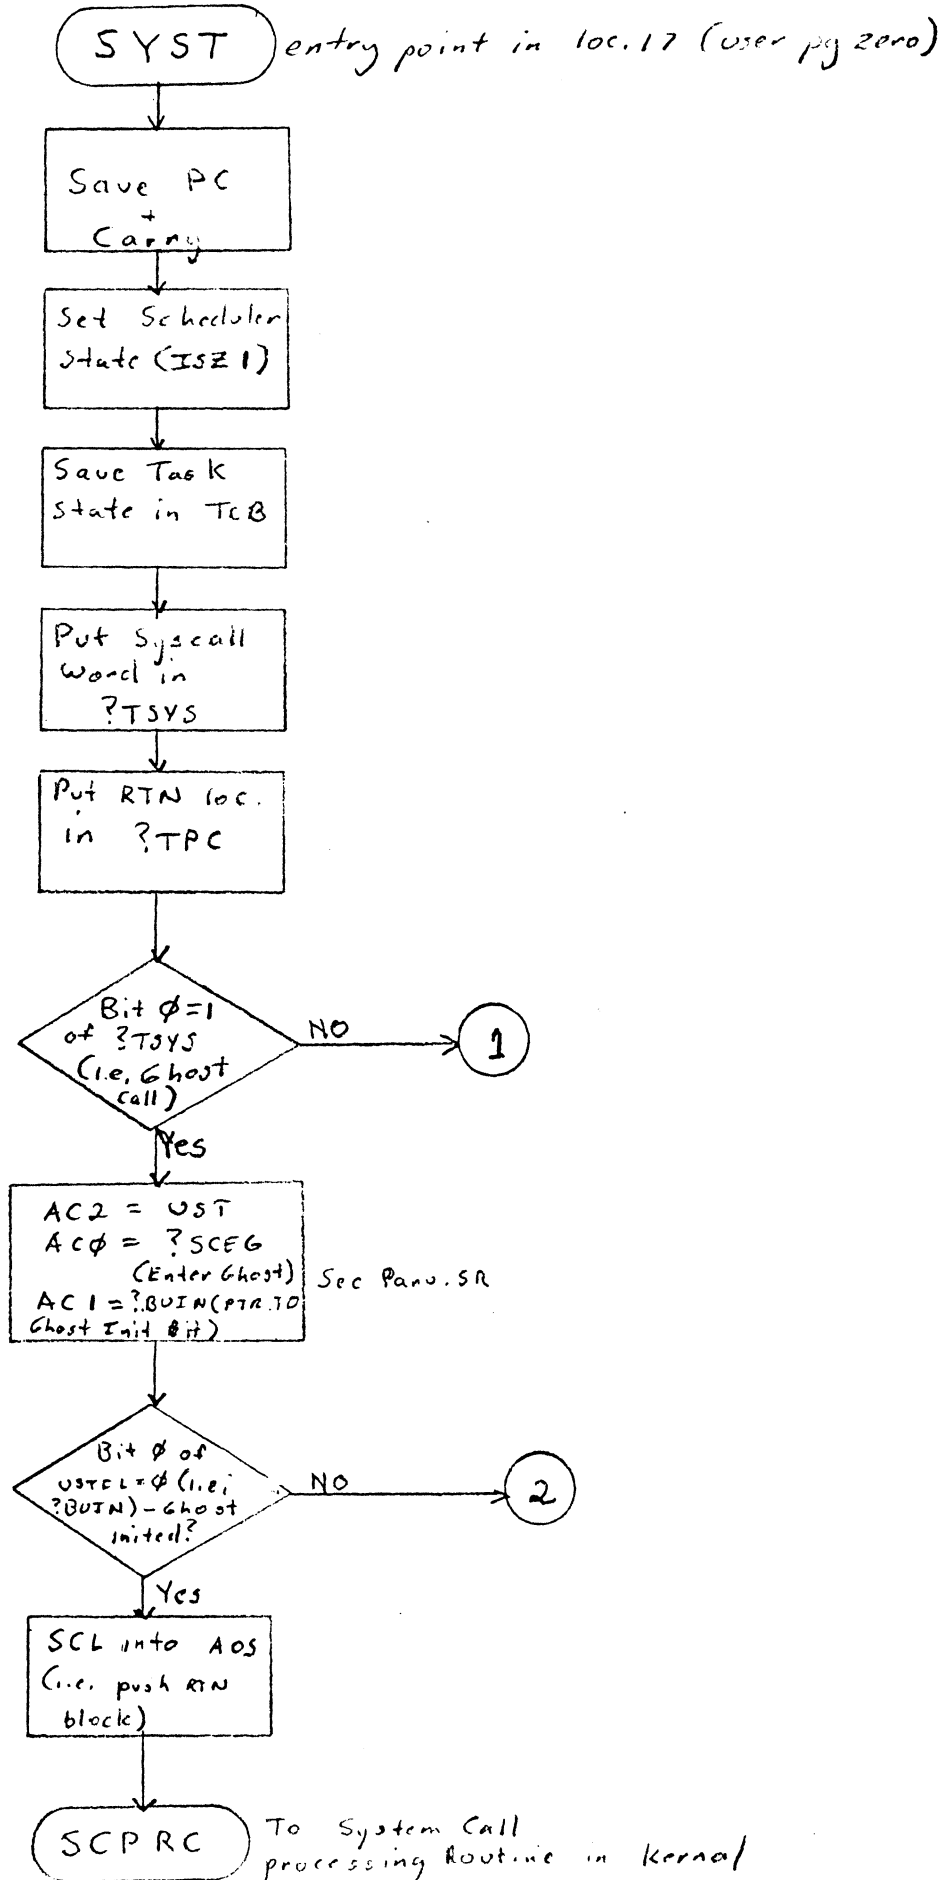 SYST entry point in loc. 17 (user pg zero)
Save PC
+
Carry
Set Scheduler
State (ISZ 1)
Save Task
State in TCB
Put Syscall
Word in
?TSYS
Put RTN loc.
in ?TPC
Bit φ=1
of ?TSYS
(i.e, Ghost
call)
NO
1
Yes
AC2 = UST
ACφ = ?SCEG
(Enter Ghost)
AC1 = ?.BUIN (PTR. TO
Ghost Init Bit)
See Paru.SR
Bit φ of
USTFL=φ (i.e;
?BUIN) - Ghost
inited?
NO
2
Yes
SCL into AOS
(i.e. push RTN
block)
SCPRC
To System Call
processing Routine in Kernal